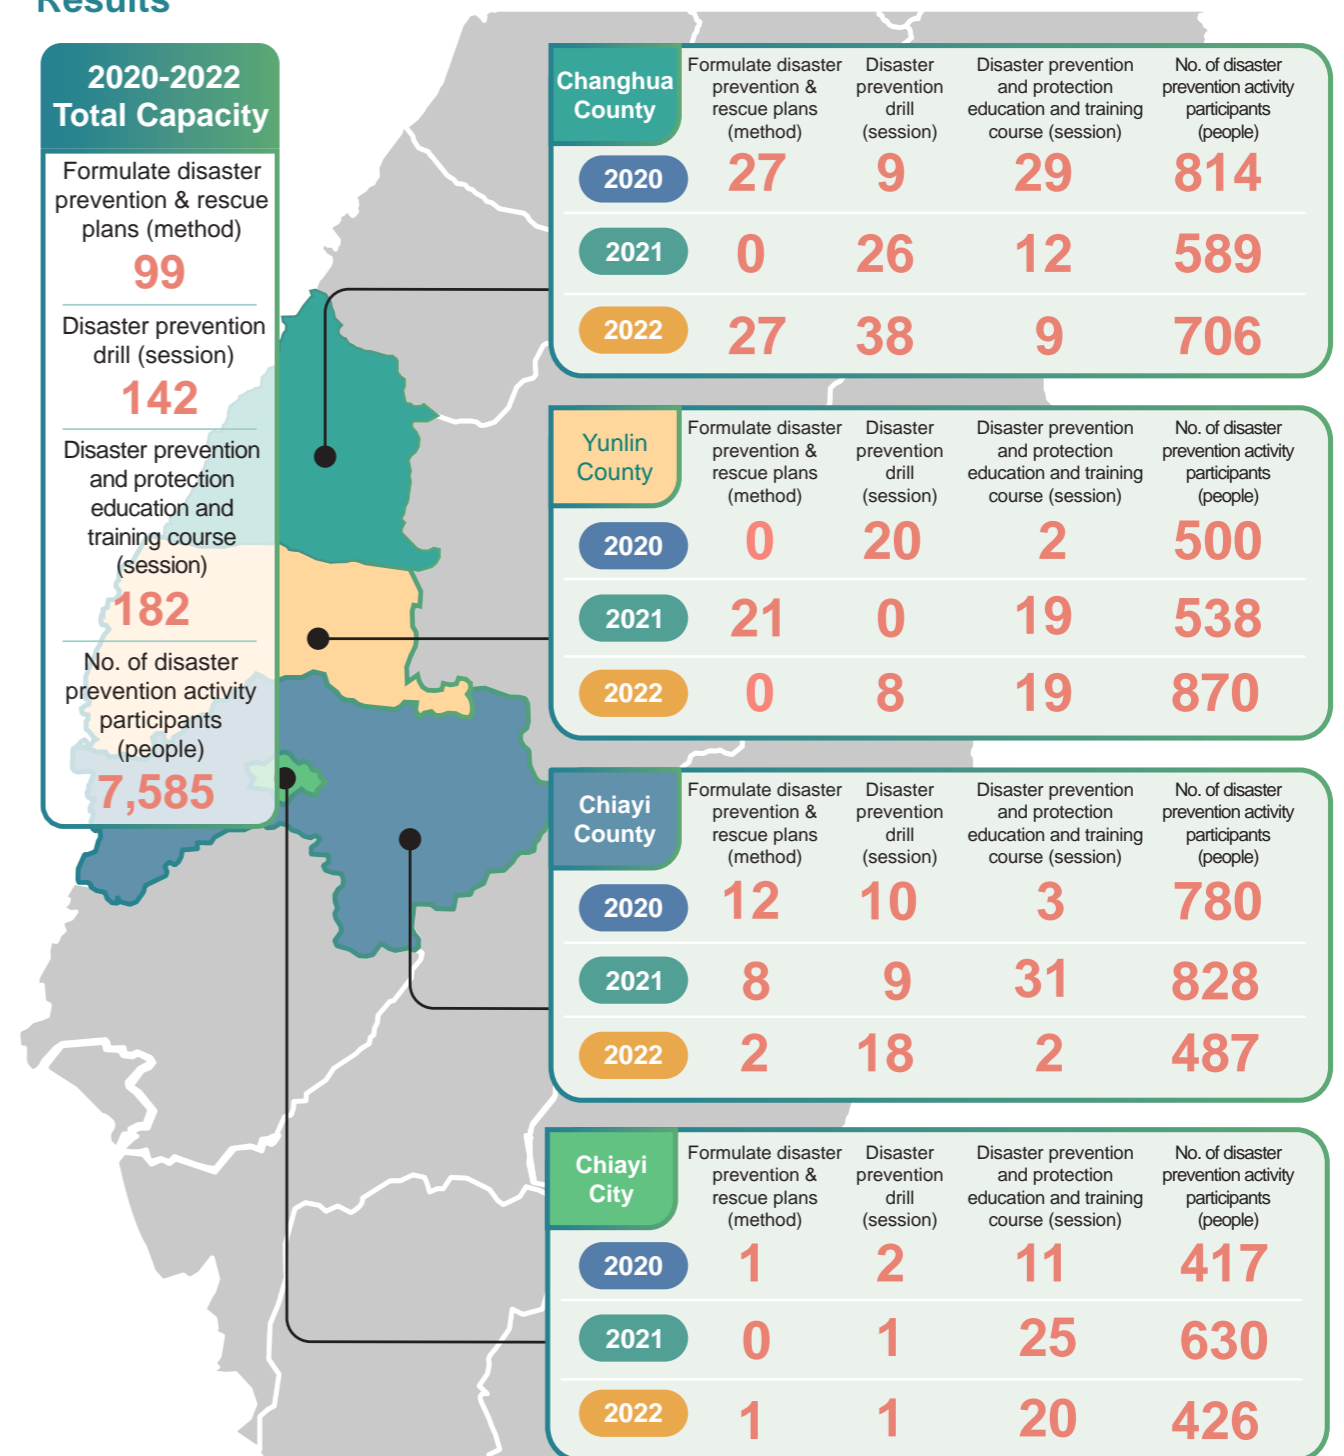 Results
2020-2022
Total Capacity
Formulate disaster
prevention & rescue
plans (method)
99
Disaster prevention
drill (session)
142
Disaster prevention
and protection
education and
training course
(session)
182
No. of disaster
prevention activity
participants
(people)
7,585
Changhua
County
Formulate disaster
prevention &
rescue plans
(method)
Disaster
prevention
drill
(session)
Disaster prevention
and protection
education and training
course (session)
No. of disaster
prevention activity
participants
(people)
2020 27 9 29 814
2021 0 26 12 589
2022 27 38 9 706
Yunlin
County
Formulate disaster
prevention &
rescue plans
(method)
Disaster
prevention
drill
(session)
Disaster prevention
and protection
education and training
course (session)
No. of disaster
prevention activity
participants
(people)
2020 0 20 2 500
2021 21 0 19 538
2022 0 8 19 870
Chiayi
County
Formulate disaster
prevention &
rescue plans
(method)
Disaster
prevention
drill
(session)
Disaster prevention
and protection
education and training
course (session)
No. of disaster
prevention activity
participants
(people)
2020 12 10 3 780
2021 8 9 31 828
2022 2 18 2 487
Chiayi
City
Formulate disaster
prevention &
rescue plans
(method)
Disaster
prevention
drill
(session)
Disaster prevention
and protection
education and training
course (session)
No. of disaster
prevention activity
participants
(people)
2020 1 2 11 417
2021 0 1 25 630
2022 1 1 20 426